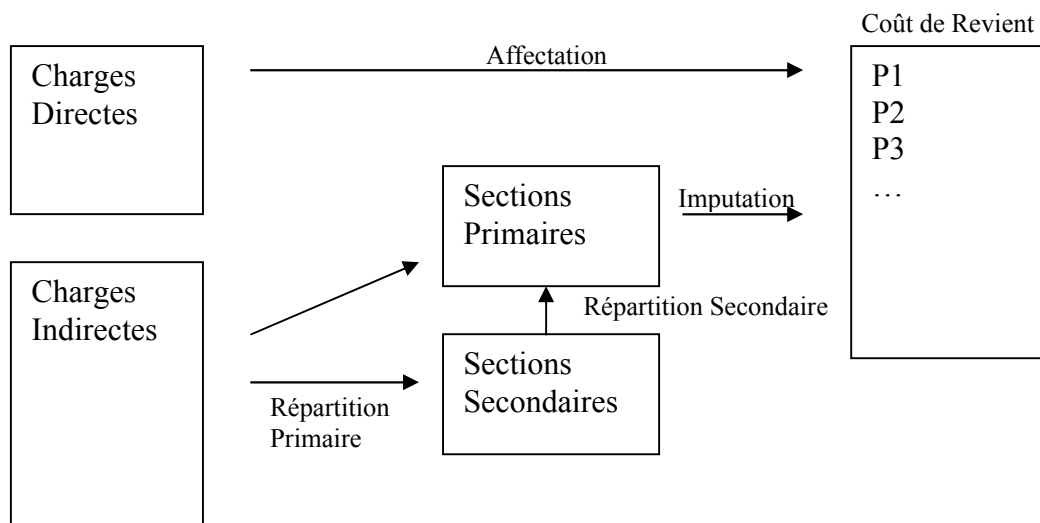 Coût de Revient
Affectation
Charges
Directes
P1
P2
P3
…
Sections
Primaires
Imputation
Charges
Indirectes
Répartition Secondaire
Sections
Secondaires
Répartition
Primaire